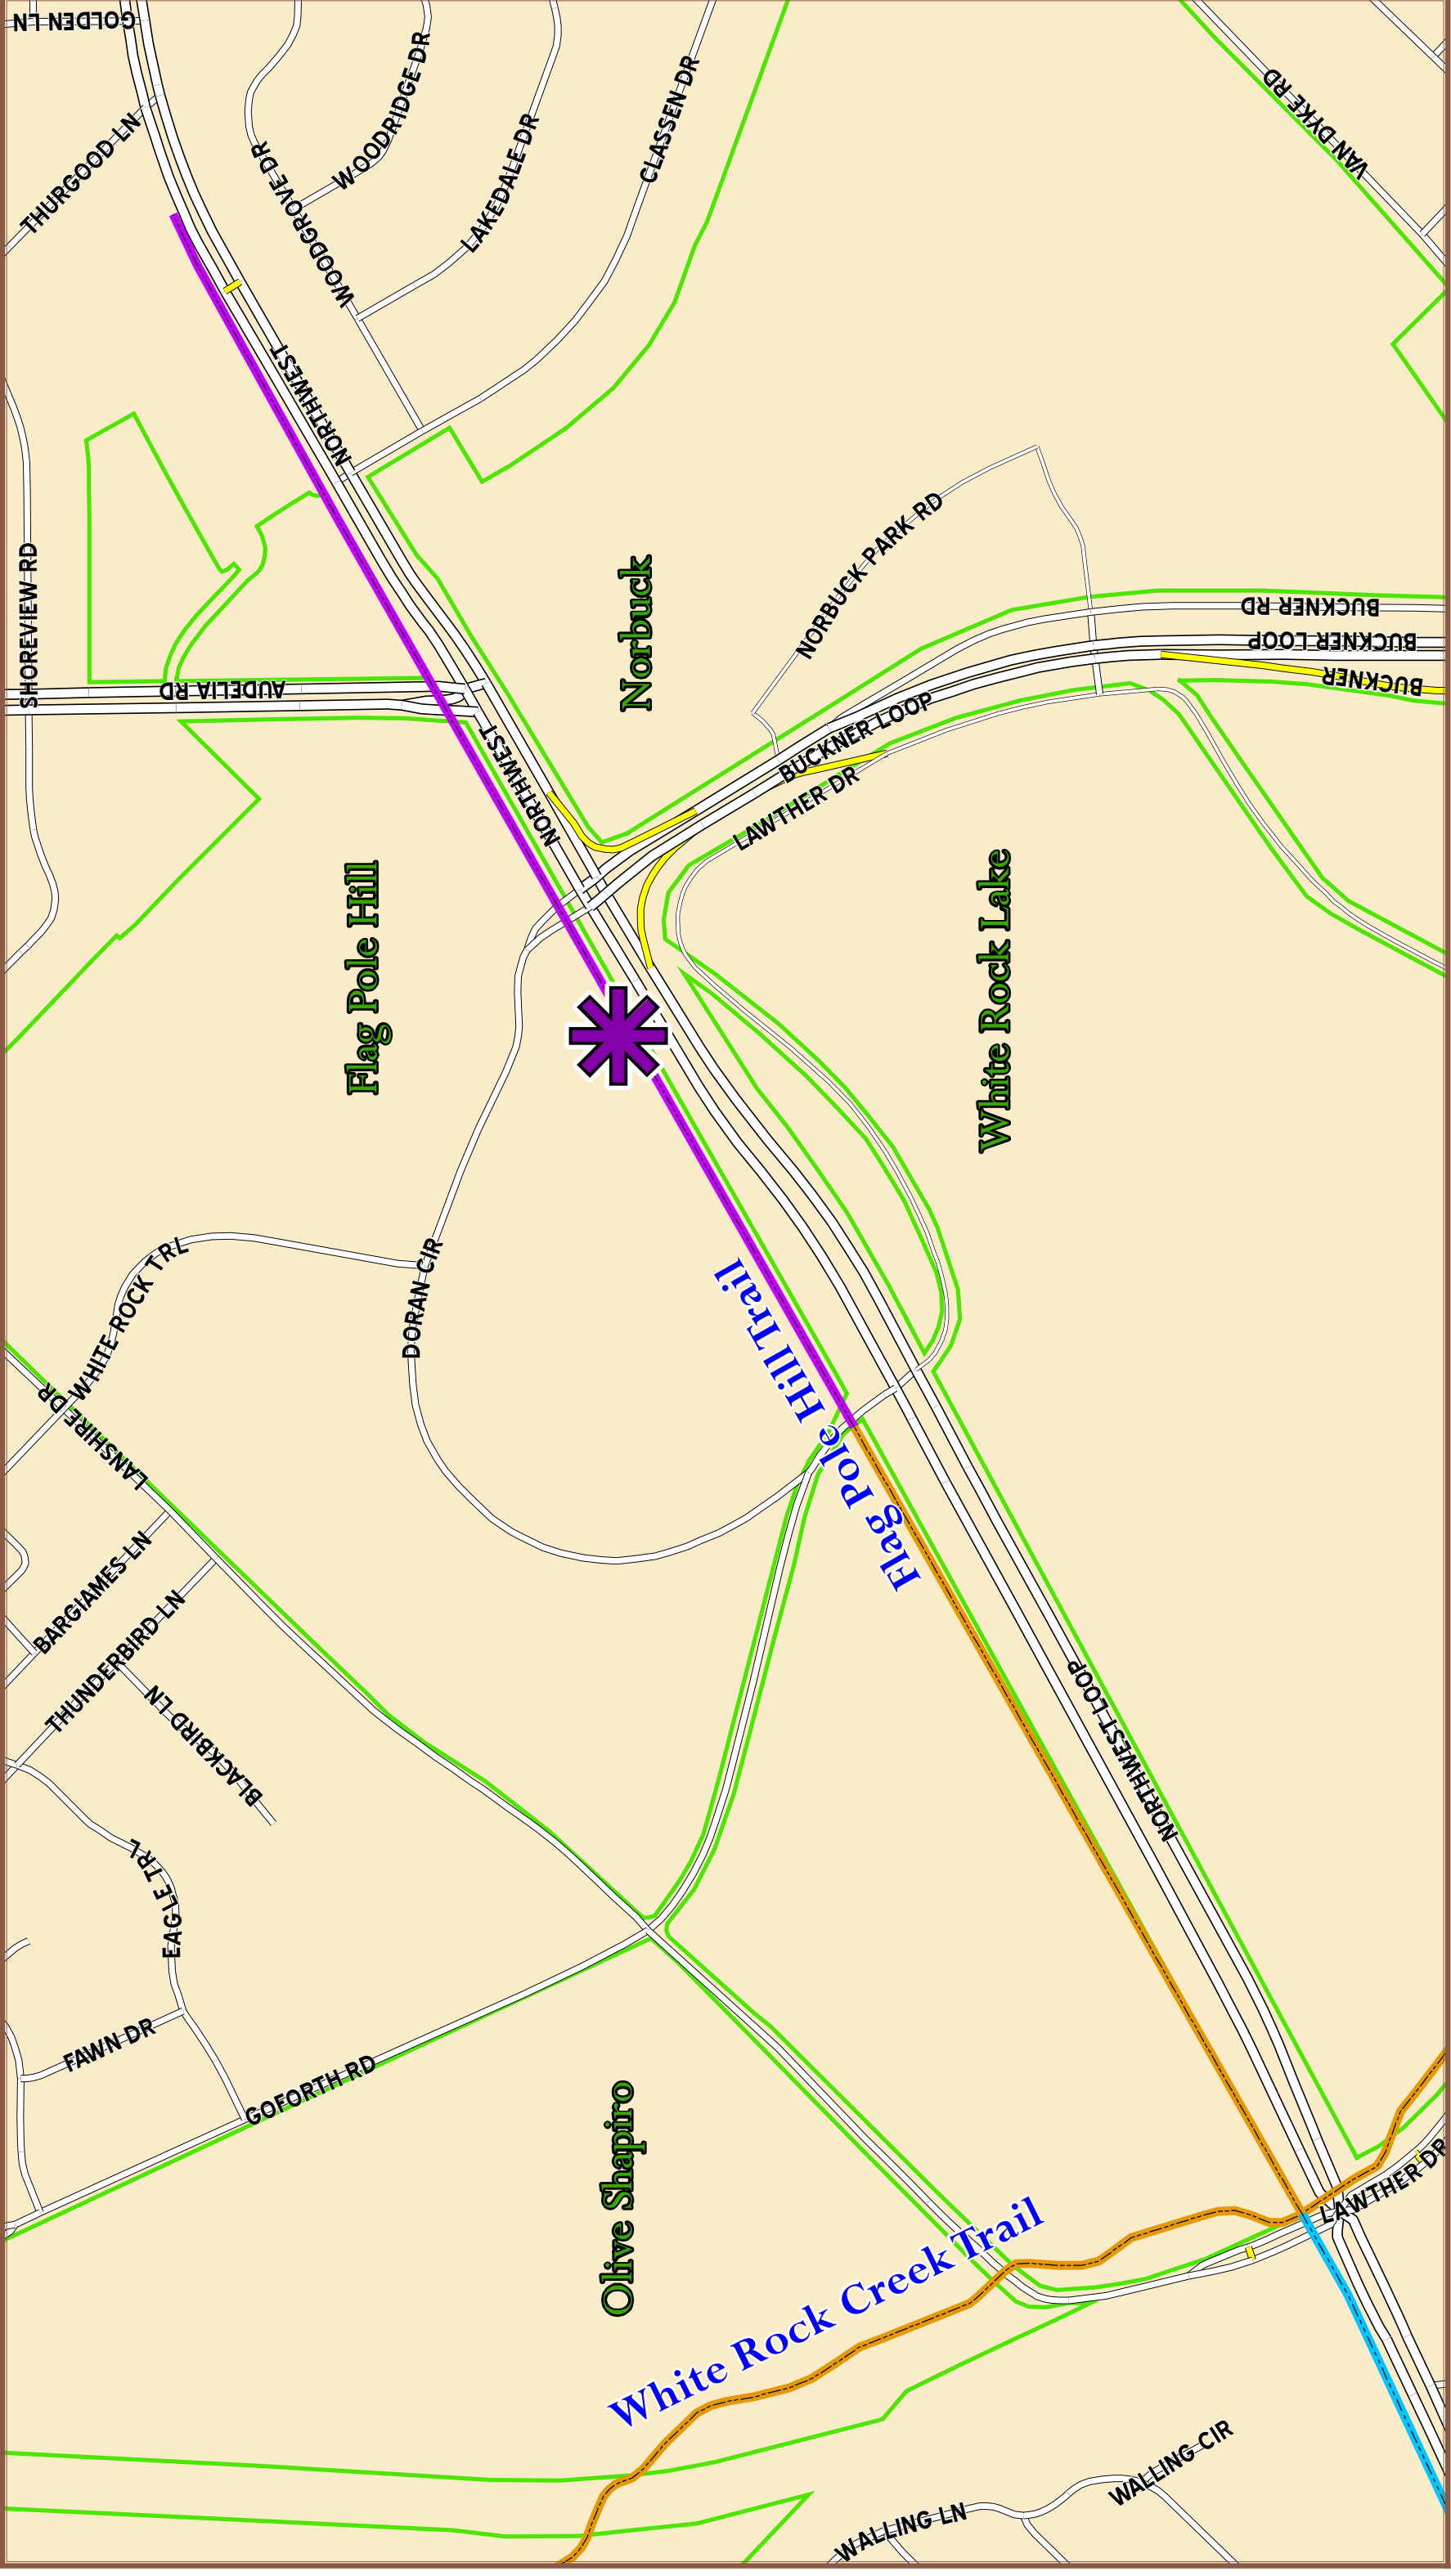 GOLDEN LN
THURGOOD LN
WOODGROVE DR
WOODRIDGE DR
LAKEDALE DR
CLASSEN DR
VAN DYKE RD
NORTHWEST
SHOREVIEW RD
AUDELIA RD
Norbuck
NORBUCK PARK RD
BUCKNER RD
BUCKNER LOOP
BUCKNER
NORTHWEST
BUCKNER LOOP
LAWTHER DR
Flag Pole Hill
White Rock Lake
WHITE ROCK TRL
DORAN CIR
Flag Pole Hill Trail
LANSHIRE DR
BARGIAMES LN
THUNDERBIRD LN
BLACKBIRD LN
NORTHWEST LOOP
EAGLE TRL
FAWN DR
GOFORTH RD
Olive Shapiro
LAWTHER DR
White Rock Creek Trail
WALLING CIR
WALLING LN